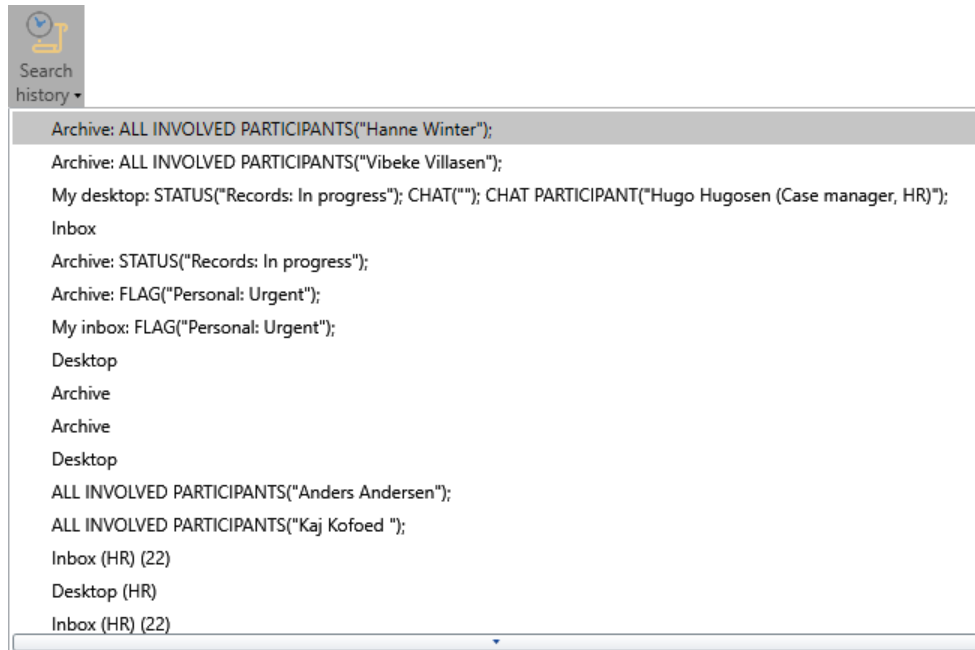 Search
history
Archive: ALL INVOLVED PARTICIPANTS("Hanne Winter");
Archive: ALL INVOLVED PARTICIPANTS("Vibeke Villasen");
My desktop: STATUS("Records: In progress"); CHAT(""); CHAT PARTICIPANT("Hugo Hugosen (Case manager, HR)");
Inbox
Archive: STATUS("Records: In progress");
Archive: FLAG("Personal: Urgent");
My inbox: FLAG("Personal: Urgent");
Desktop
Archive
Archive
Desktop
ALL INVOLVED PARTICIPANTS("Anders Andersen");
ALL INVOLVED PARTICIPANTS("Kaj Kofoed ");
Inbox (HR) (22)
Desktop (HR)
Inbox (HR) (22)